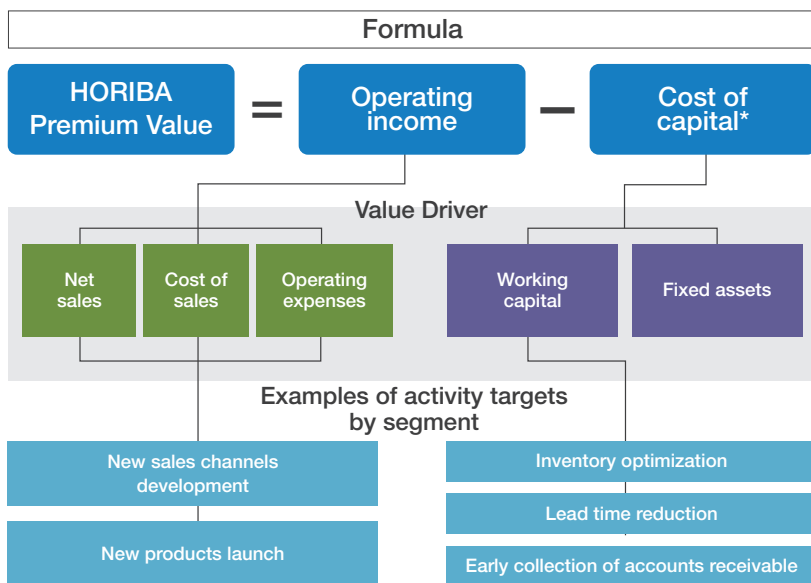 Formula
HORIBA
Premium Value
=
Operating
income
−
Cost of
capital*
Value Driver
Net
sales
Cost of
sales
Operating
expenses
Working
capital
Fixed assets
Examples of activity targets
by segment
New sales channels
development
New products launch
Inventory optimization
Lead time reduction
Early collection of accounts receivable